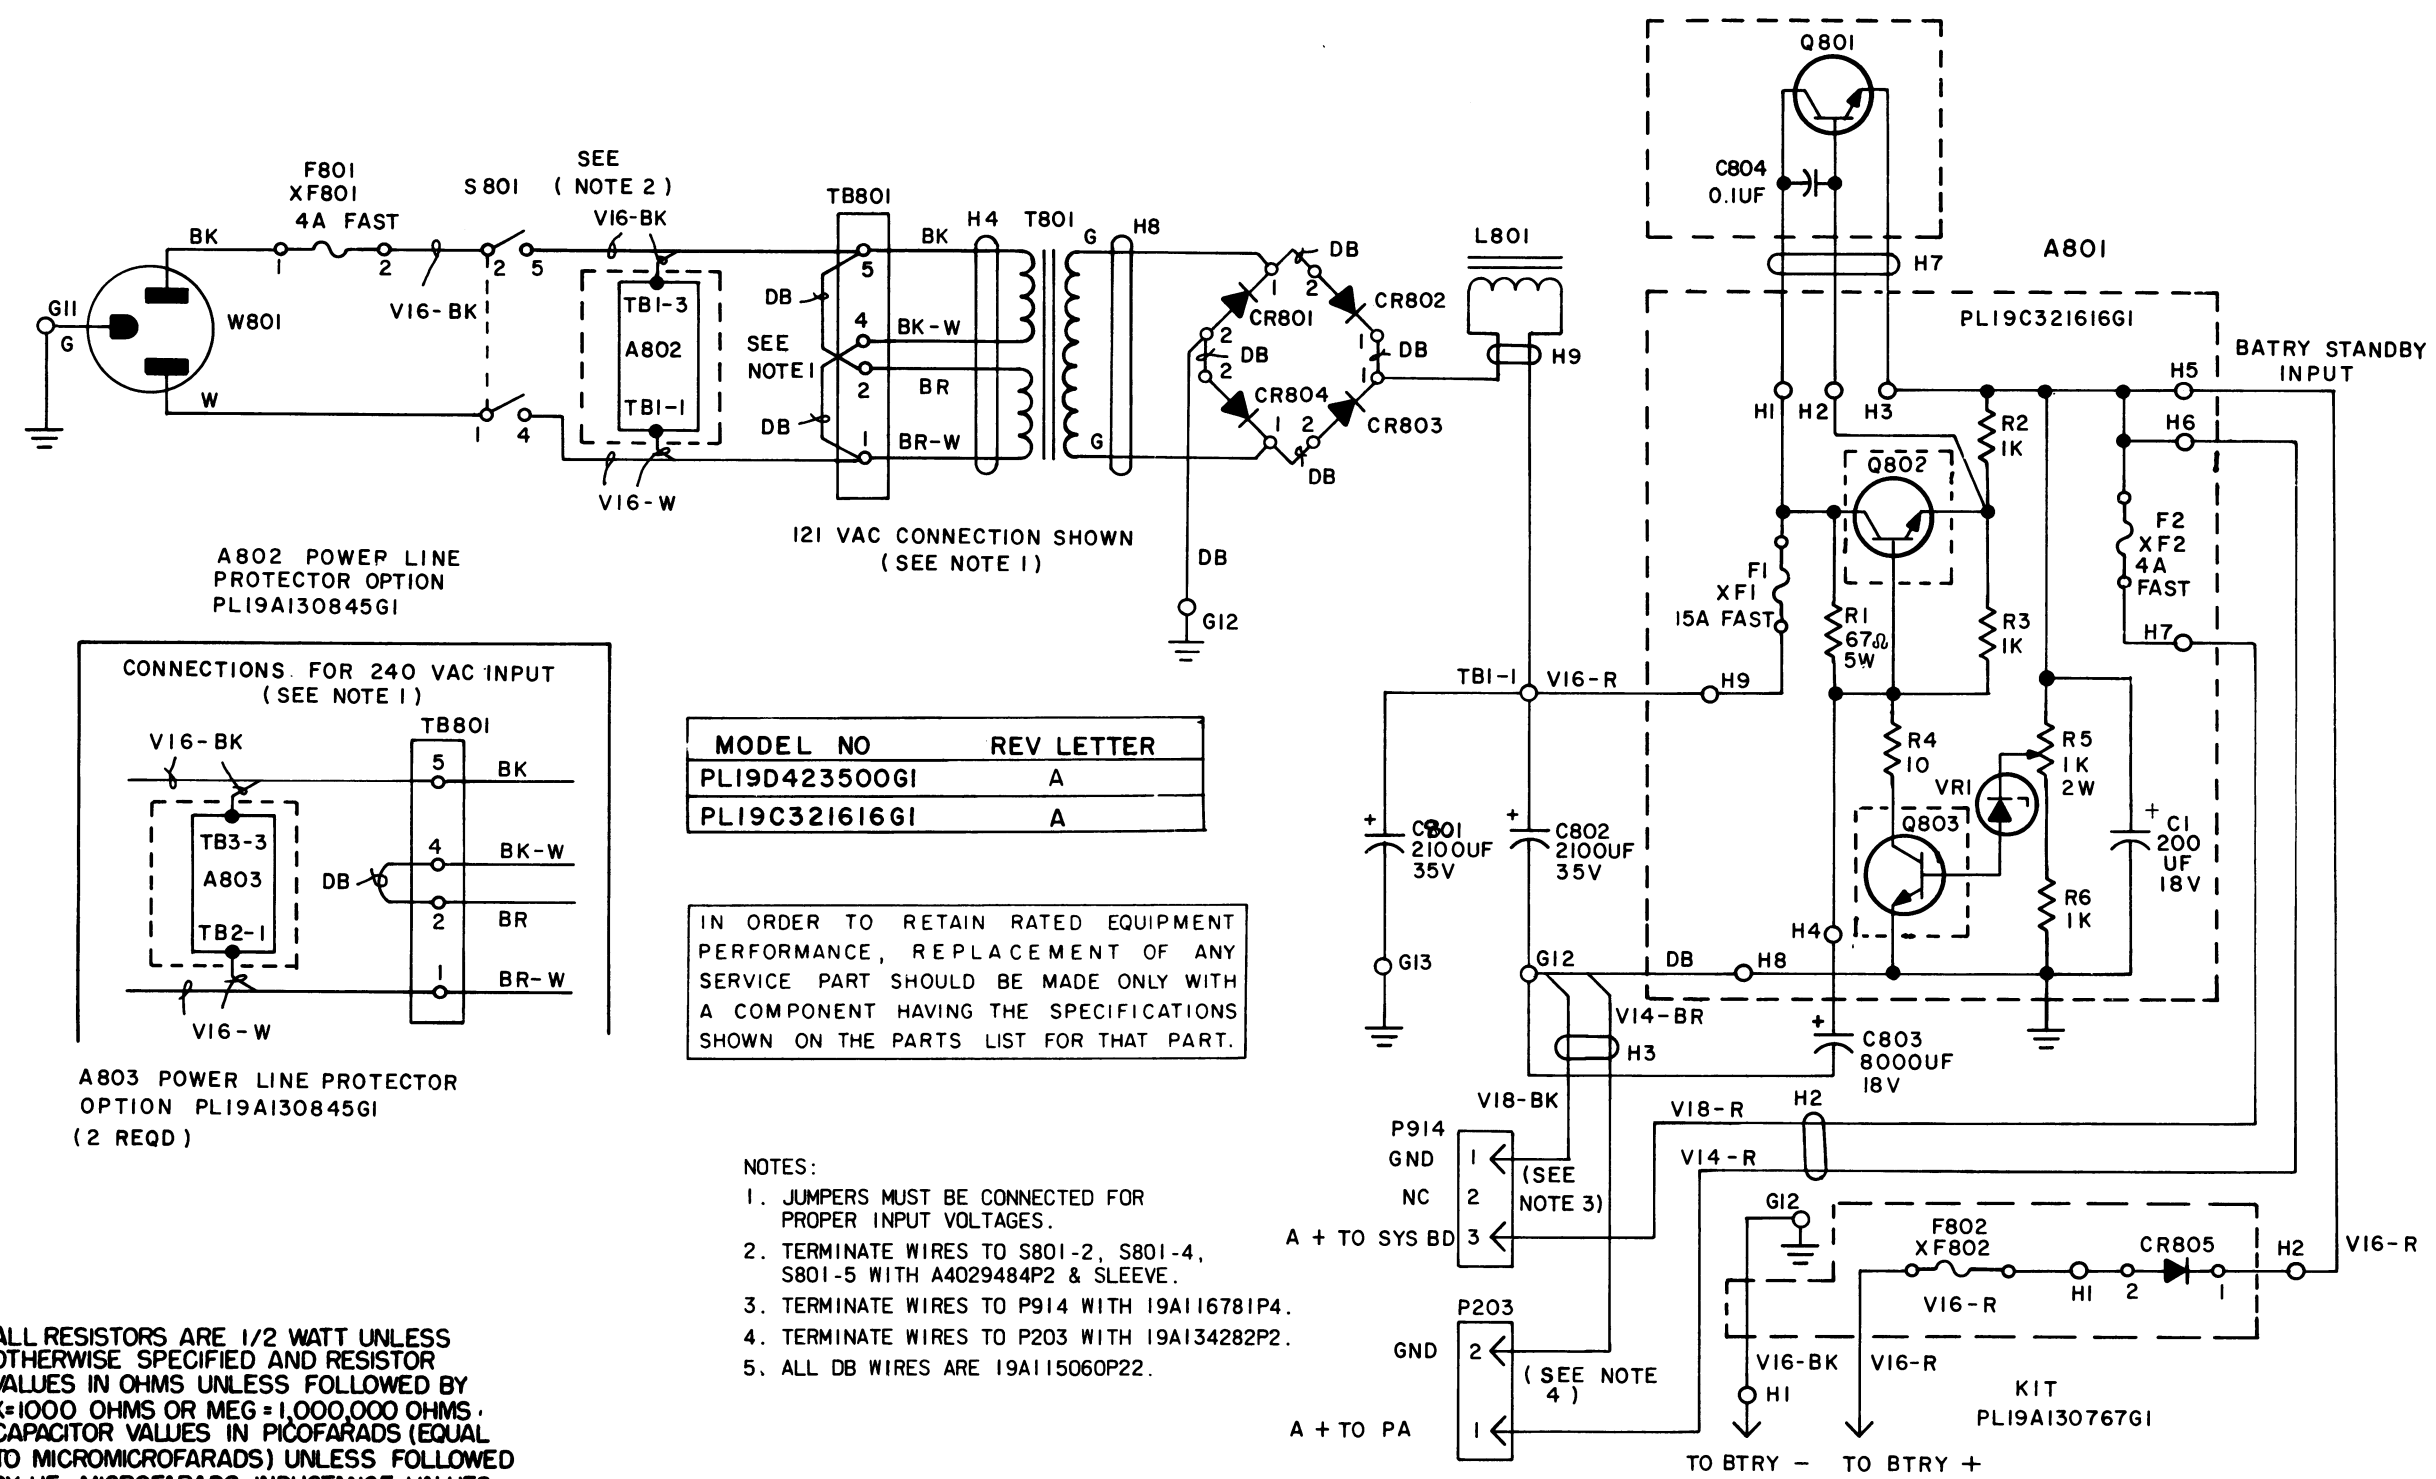 F801
XF801
4A FAST
BK
1
2
V16-BK
S801
2
5
1
4
SEE
( NOTE 2 )
V16-BK
G11
G
W801
W
TB1-3
A802
TB1-1
V16-W
TB801
5
4
2
1
DB
SEE
NOTE 1
DB
BK
BK-W
BR
BR-W
H4
T801
H8
G
G
121 VAC CONNECTION SHOWN
( SEE NOTE 1 )
DB
1
2
CR801
CR802
2
1
DB
DB
2
1
CR804
CR803
1
2
DB
DB
G12
L801
H9
Q801
C804
0.1UF
H7
A801
PL19C321616G1
BATRY STANDBY
INPUT
H1
H2
H3
H5
H6
R2
1K
Q802
F1
XF1
15A FAST
R1
67Ω
5W
R3
1K
F2
XF2
4A
FAST
H7
TB1-1
V16-R
H9
R4
10
VR1
R5
1K
2W
Q803
R6
1K
+
C1
200
UF
18V
+
2100UF
35V
+
C802
2100UF
35V
H4
G13
G12
DB
H8
V14-BR
H3
+
C803
8000UF
18V
V18-BK
H2
V18-R
V14-R
P914
GND
1
NC
2
A + TO SYS BD
3
(SEE
NOTE 3)
P203
GND
2
A + TO PA
1
( SEE NOTE
4 )
G12
F802
XF802
V16-R
H1
2
CR805
1
H2
V16-R
V16-BK
V16-R
H1
KIT
PL19A130767G1
TO BTRY -
TO BTRY +
A802 POWER LINE
PROTECTOR OPTION
PL19A130845G1
CONNECTIONS FOR 240 VAC INPUT
( SEE NOTE 1 )
TB801
V16-BK
5
BK
TB3-3
A803
TB2-1
4
BK-W
DB
2
BR
1
BR-W
V16-W
A803 POWER LINE PROTECTOR
OPTION PL19A130845G1
( 2 REQD )
MODEL NO REV LETTER
PL19D423500G1 A
PL19C321616G1 A
IN ORDER TO RETAIN RATED EQUIPMENT
PERFORMANCE, REPLACEMENT OF ANY
SERVICE PART SHOULD BE MADE ONLY WITH
A COMPONENT HAVING THE SPECIFICATIONS
SHOWN ON THE PARTS LIST FOR THAT PART.
NOTES:
1. JUMPERS MUST BE CONNECTED FOR
PROPER INPUT VOLTAGES.
2. TERMINATE WIRES TO S801-2, S801-4,
S801-5 WITH A4029484P2 & SLEEVE.
3. TERMINATE WIRES TO P914 WITH 19A116781P4.
4. TERMINATE WIRES TO P203 WITH 19A134282P2.
5. ALL DB WIRES ARE 19A115060P22.
ALL RESISTORS ARE 1/2 WATT UNLESS
OTHERWISE SPECIFIED AND RESISTOR
VALUES IN OHMS UNLESS FOLLOWED BY
K=1000 OHMS OR MEG = 1,000,000 OHMS.
CAPACITOR VALUES IN PICOFARADS (EQUAL
TO MICROMICROFARADS) UNLESS FOLLOWED